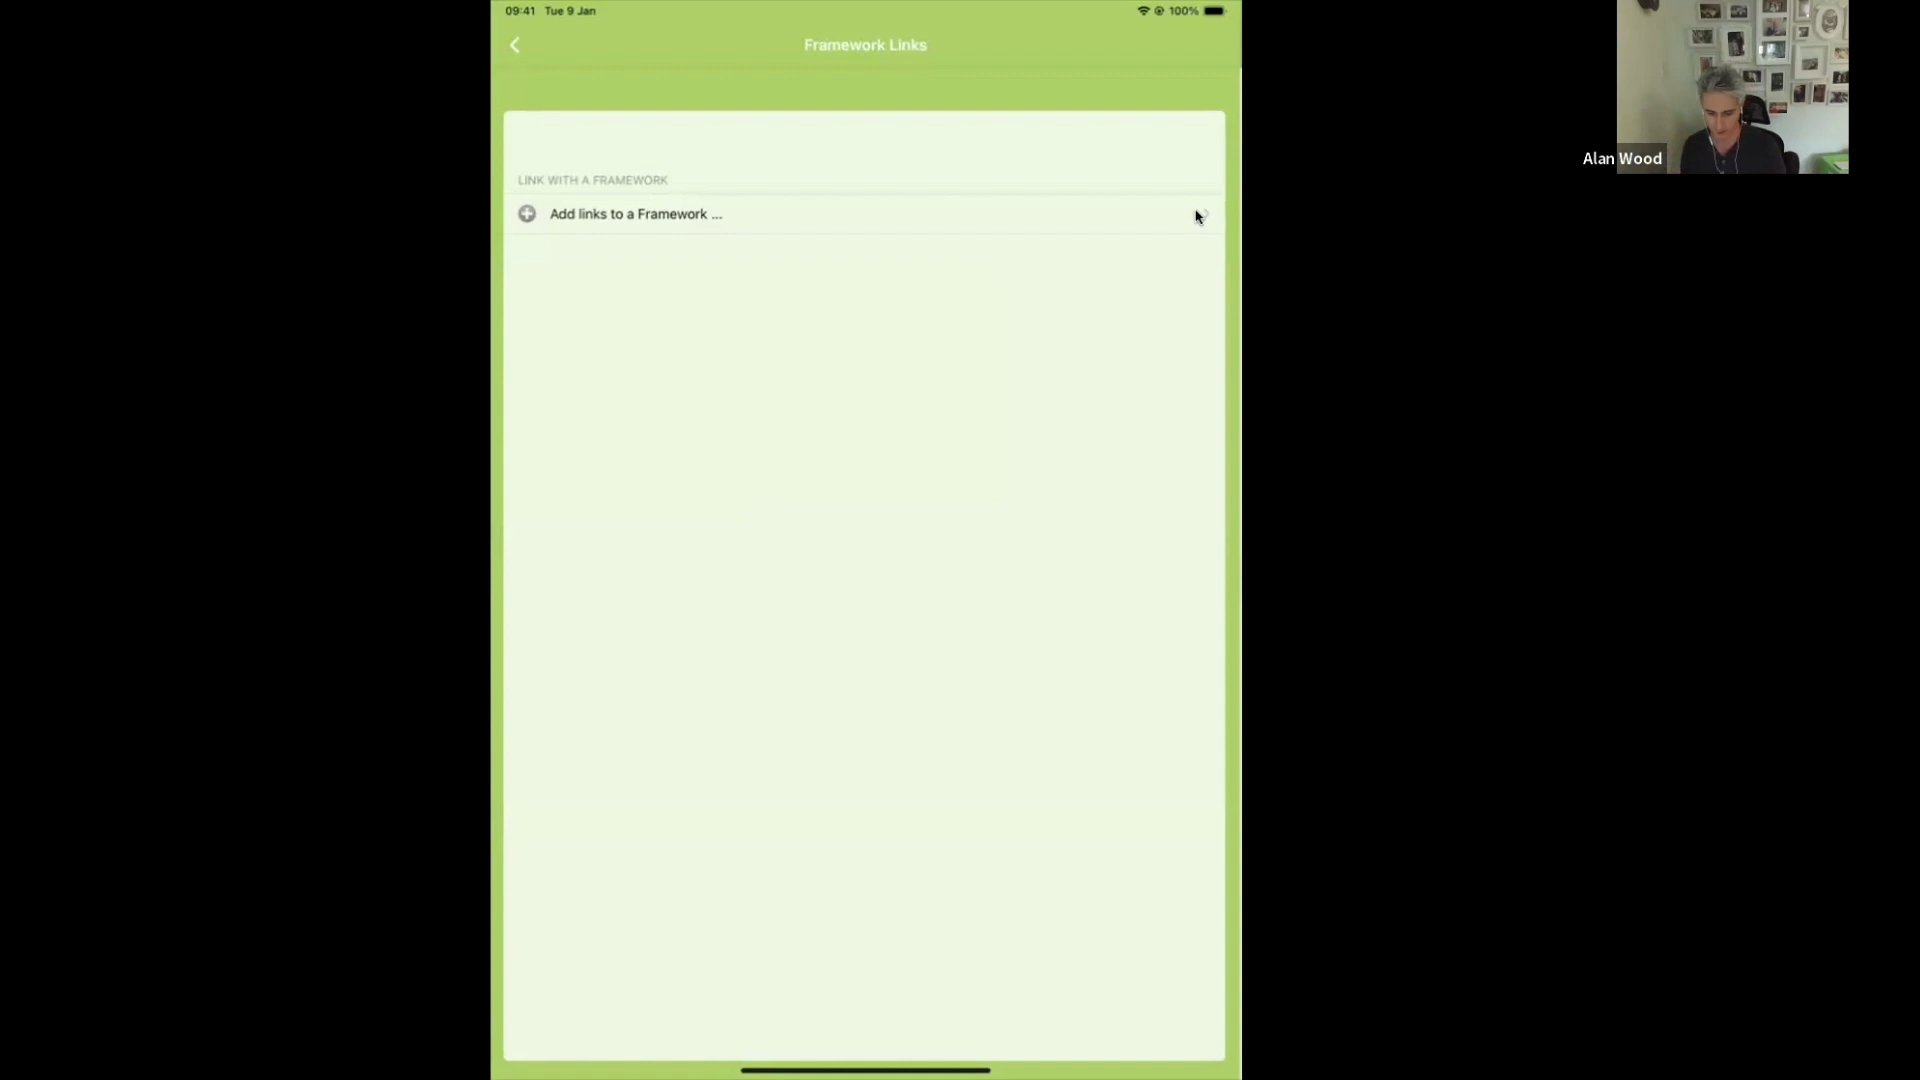 09:41 Tue 9 Jan
100%
Framework Links
Alan Wood
LINK WITH A FRAMEWORK
Add links to a Framework ...